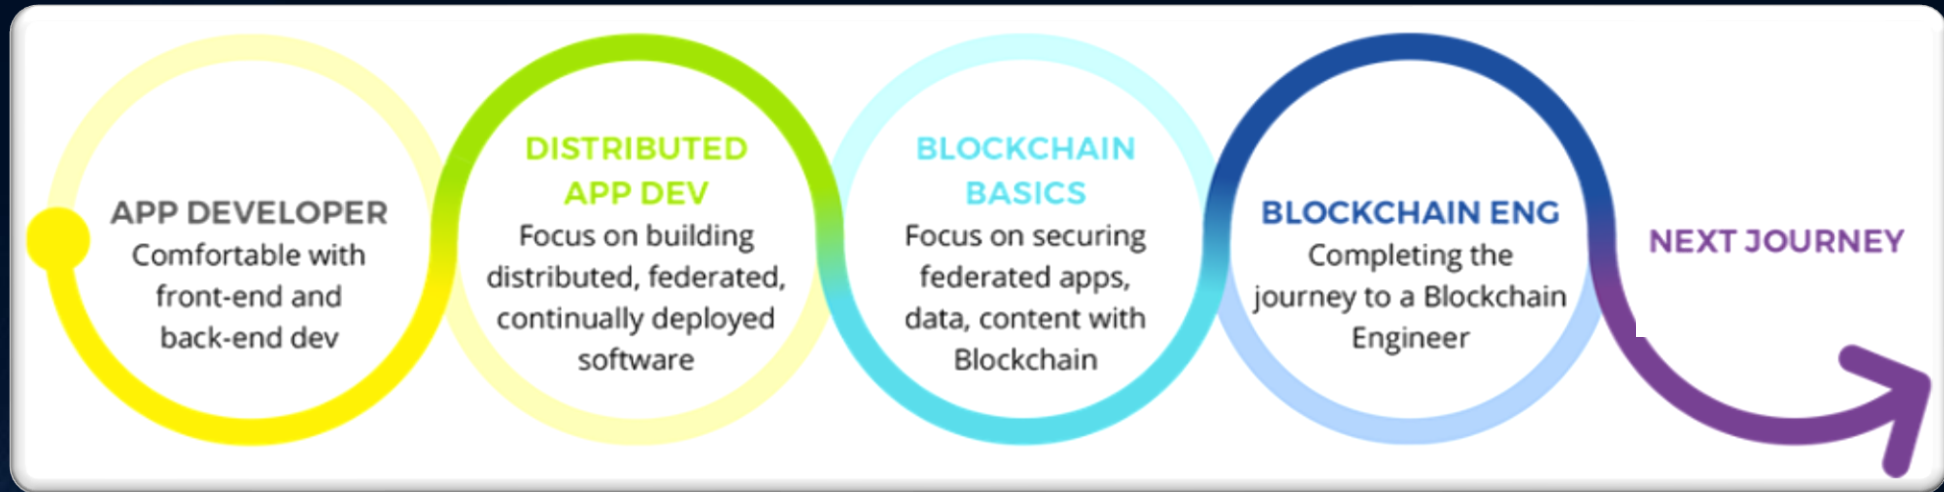 APP DEVELOPER
Comfortable with
front-end and
back-end dev
DISTRIBUTED
APP DEV
Focus on building
distributed, federated,
continually deployed
software
BLOCKCHAIN
BASICS
Focus on securing
federated apps,
data, content with
Blockchain
BLOCKCHAIN ENG
Completing the
journey to a Blockchain
Engineer
NEXT JOURNEY